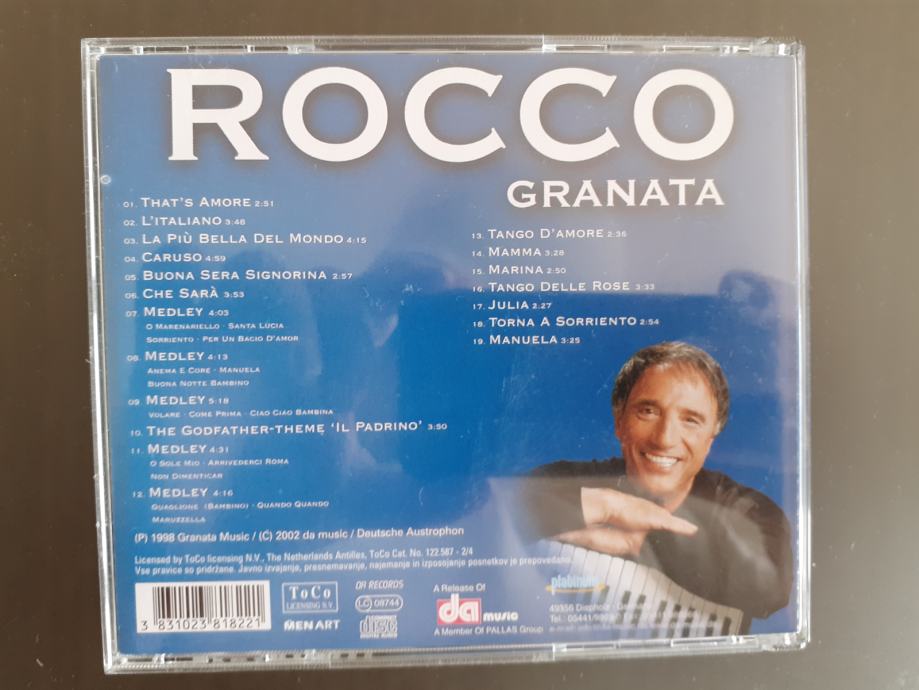 ROCCO
GRANATA
01. THAT'S AMORE 2:51
02. L'ITALIANO 3:48
03. LA PIÙ BELLA DEL MONDO 4:15
04. CARUSO 4:59
05. BUONA SERA SIGNORINA 2:57
06. CHE SARÀ 3:53
07. MEDLEY 4:03
O MARENARIELLO · SANTA LUCIA
SORRIENTO · PER UN BACIO D'AMOR
08. MEDLEY 4:13
ANEMA E CORE · MANUELA
BUONA NOTTE BAMBINO
09. MEDLEY 5:18
VOLARE · COME PRIMA · CIAO CIAO BAMBINA
10. THE GODFATHER-THEME 'IL PADRINO' 3:50
11. MEDLEY 4:31
O SOLE MIO · ARRIVEDERCI ROMA
NON DIMENTICAR
12. MEDLEY 4:16
GUAGLIONE (BAMBINO) · QUANDO QUANDO
MARUZZELLA
13. TANGO D'AMORE 2:36
14. MAMMA 3:28
15. MARINA 2:50
16. TANGO DELLE ROSE 3:33
17. JULIA 2.27
18. TORNA A SORRIENTO 2:54
19. MANUELA 3:25
(P) 1998 Granata Music / (C) 2002 da music / Deutsche Austrophon
Licensed by ToCo licensing N.V., The Netherlands Antilles, ToCo Cat. No. 122.587 - 2/4
Vse pravice so pridržane. Javno izvajanje, presnemavanje, najemanje in izposojanje posnetkov je prepovedano.
3 831023 818221
ToCo
LICENSING N.V.
MENART
DA RECORDS
LC 08744
COMPACT
disc
DIGITAL AUDIO
A Release Of
da music
A Member Of PALLAS Group
platinum
49356 Diepholz - Germany
Tel.: 05441/